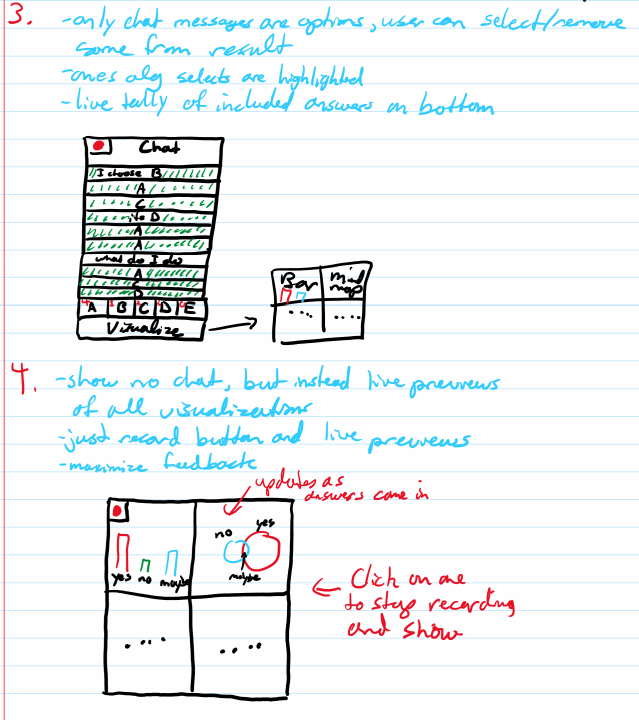 3. -only chat messages are options, user can select/remove
some from result
-ones alg selects are highlighted
-live tally of included answers on bottom
Chat
I choose B
A
C
its D
A
A
what do I do
A
C
D
A B C D E
Visualize
Bar
mind
map
....
....
4. -show no chat, but instead live previews
of all visualizations
-just record button and live previews
-maximize feedback
updates as
answers come in
no yes
maybe
yes no maybe
Click on one
to stop recording
and show
....
....